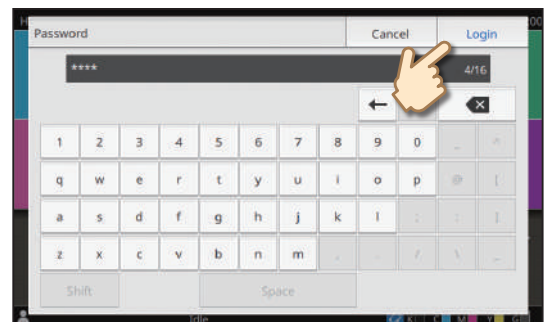 Password Cancel Login
**** 4/16
←
1 2 3 4 5 6 7 8 9 0 _ ^
q w e r t y u i o p @ [
a s d f g h j k l ; : ]
z x c v b n m , . / \ _
Shift Space
Idle K C M Y G